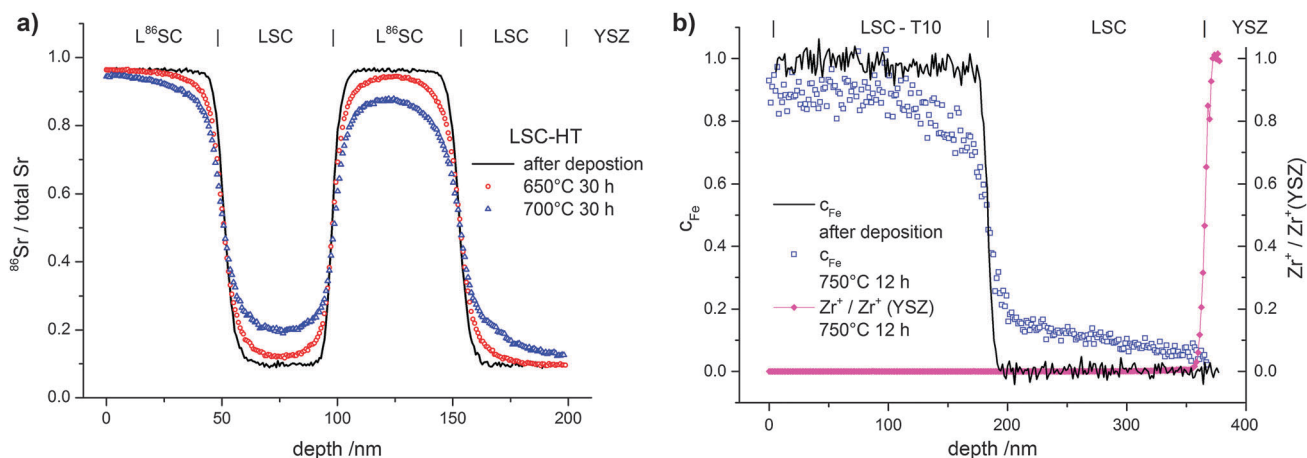 a)
L⁸⁶SC | LSC | L⁸⁶SC | LSC | YSZ
1.0
0.8
0.6
0.4
0.2
0.0
⁸⁶Sr / total Sr
LSC-HT
after depostion
650°C 30 h
700°C 30 h
0 50 100 150 200
depth /nm
b)
| LSC - T10 | LSC | YSZ
1.0
0.8
0.6
0.4
0.2
0.0
c_Fe
c_Fe
after deposition
c_Fe
750°C 12 h
Zr⁺ / Zr⁺ (YSZ)
750°C 12 h
1.0
0.8
0.6
0.4
0.2
0.0
Zr⁺ / Zr⁺(YSZ)
0 100 200 300 400
depth /nm